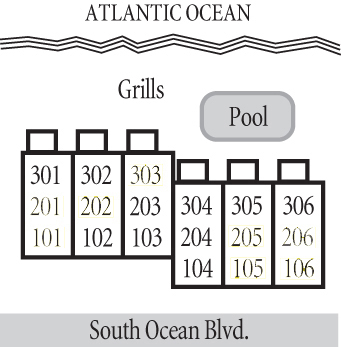 ATLANTIC OCEAN
Grills
Pool
301 302 303
201 202 203
101 102 103
304 305 306
204 205 206
104 105 106
South Ocean Blvd.